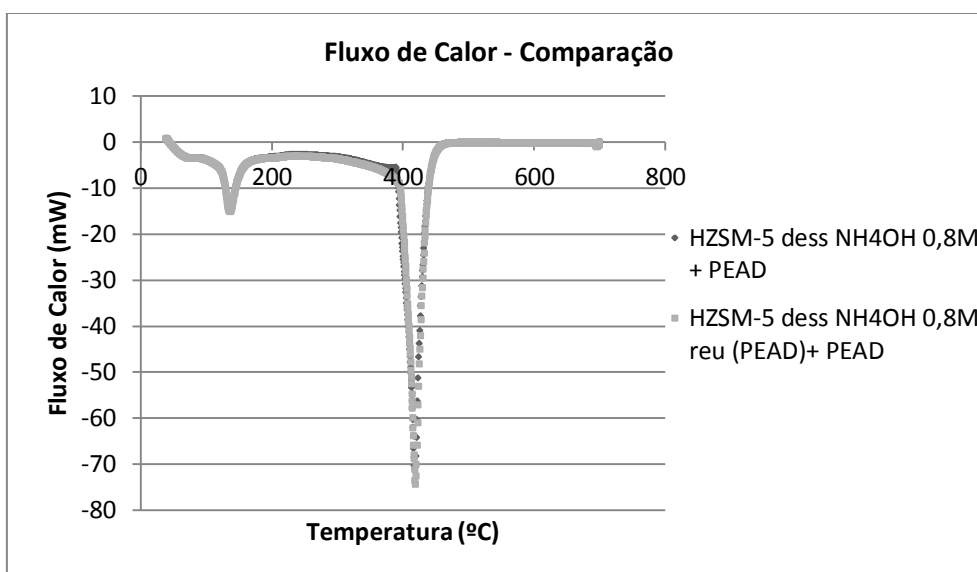 Fluxo de Calor - Comparação
10
0
-10
-20
-30
-40
-50
-60
-70
-80
0
200
400
600
800
Fluxo de Calor (mW)
Temperatura (ºC)
HZSM-5 dess NH4OH 0,8M
+ PEAD
HZSM-5 dess NH4OH 0,8M
reu (PEAD)+ PEAD